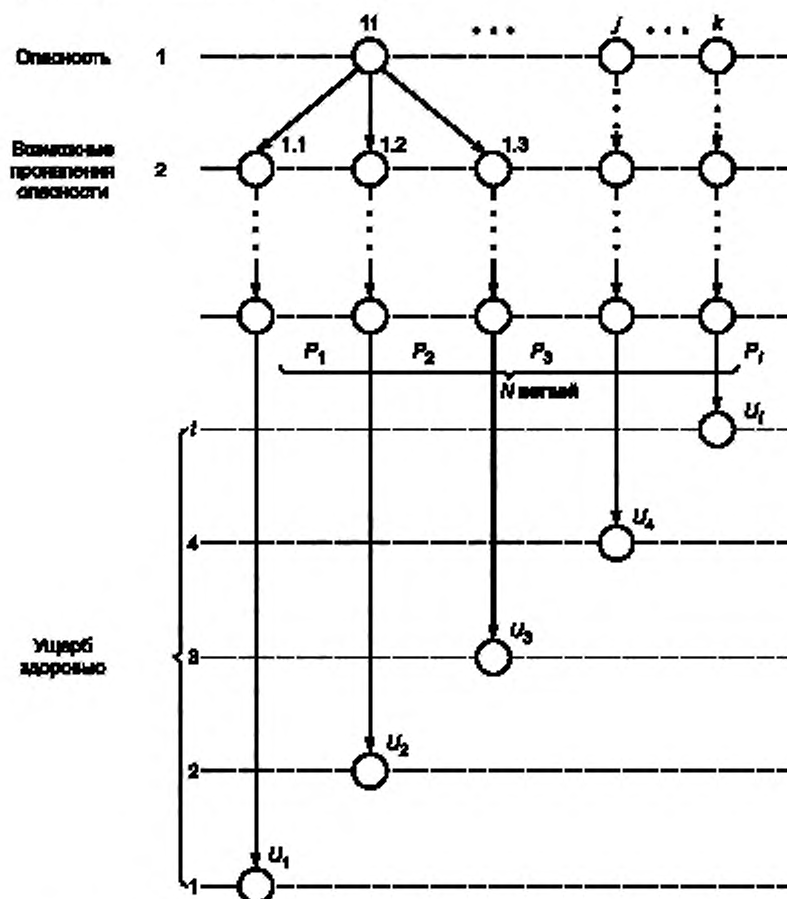 11 ... j ... k
Опасность 1
1.1 1.2 1.3
Возможные
проявления
опасности
2
P1 P2 P3 Pi
N ветвей
i Ui
4 U4
Ущерб
здоровью
3 U3
2 U2
1 U1